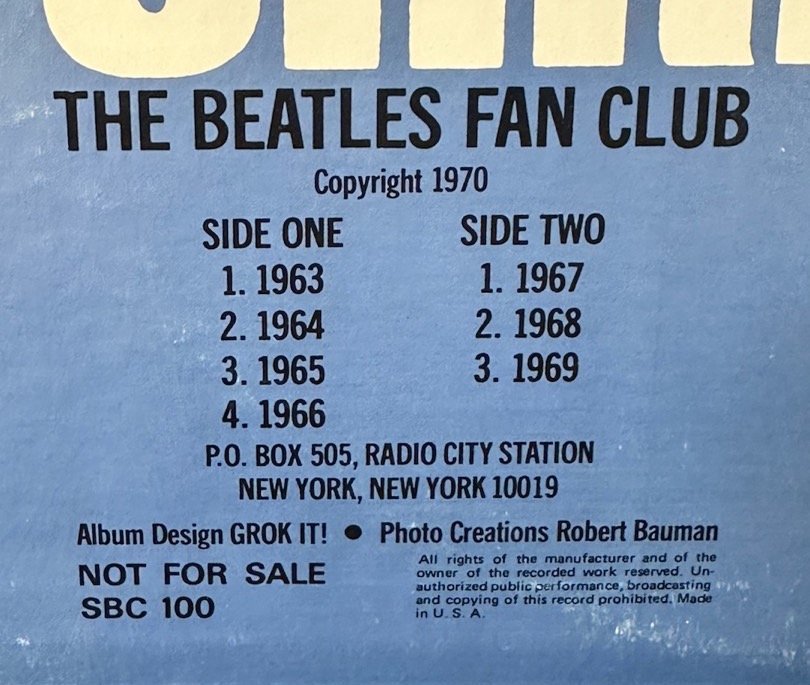 THE BEATLES FAN CLUB
Copyright 1970
SIDE ONE
1. 1963
2. 1964
3. 1965
4. 1966
SIDE TWO
1. 1967
2. 1968
3. 1969
P.O. BOX 505, RADIO CITY STATION
NEW YORK, NEW YORK 10019
Album Design GROK IT! ● Photo Creations Robert Bauman
NOT FOR SALE
SBC 100
All rights of the manufacturer and of the
owner of the recorded work reserved. Un-
authorized public performance, broadcasting
and copying of this record prohibited. Made
in U. S. A.